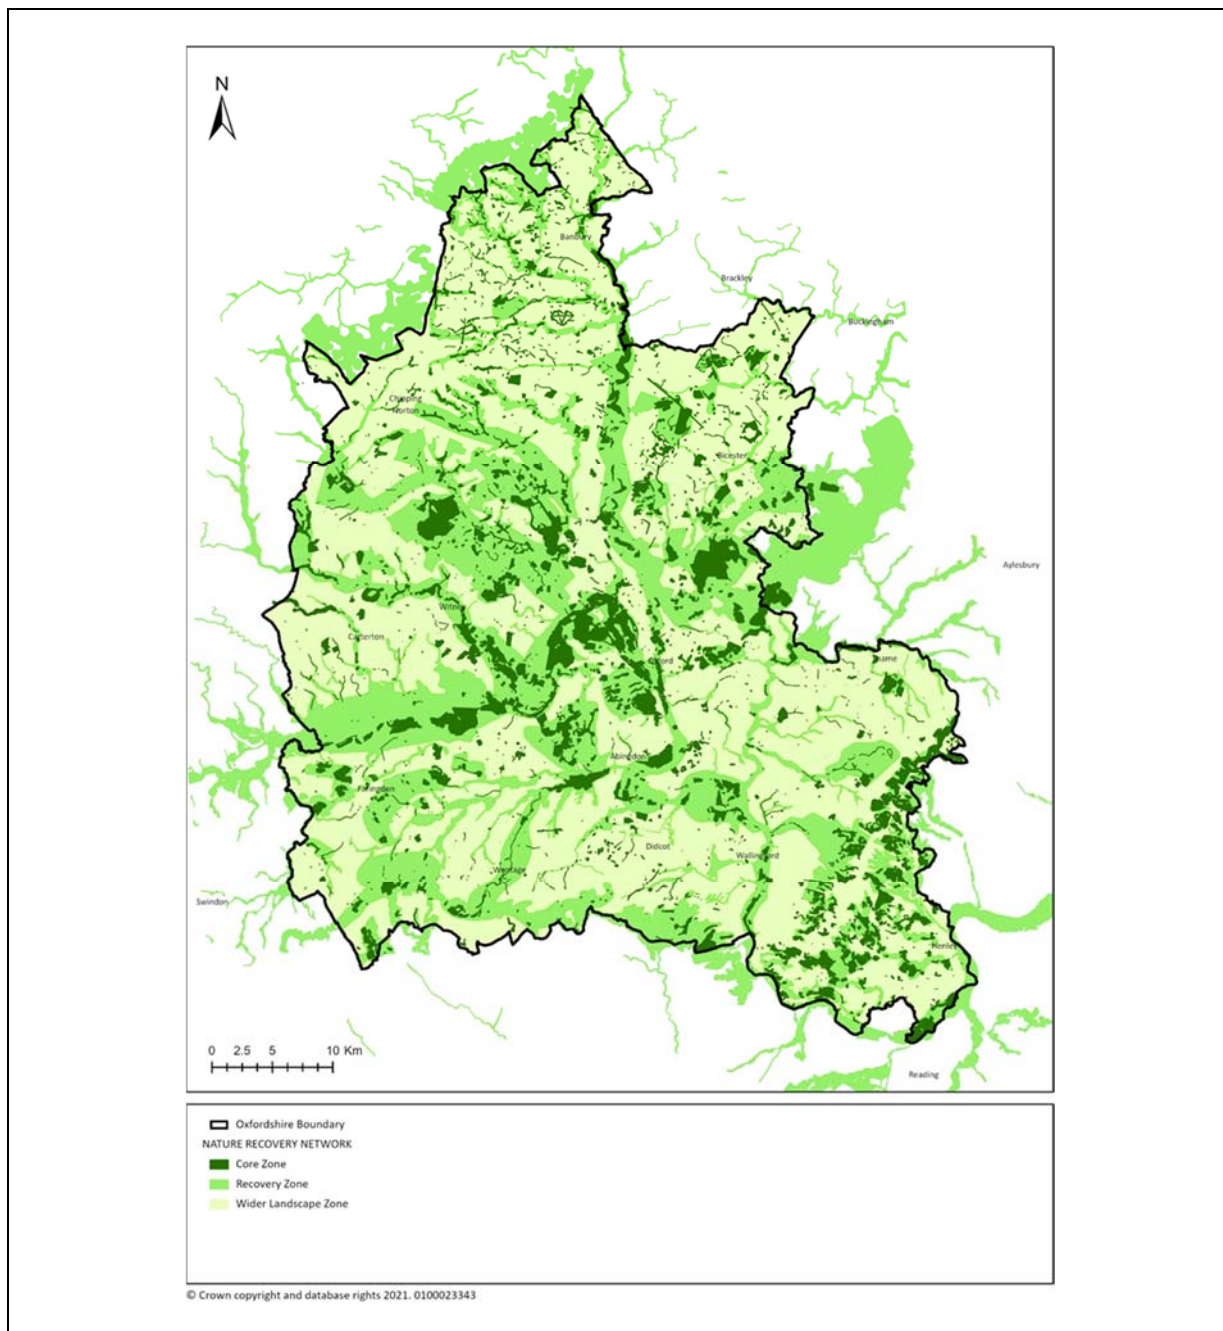 N
Banbury
Brackley
Buckingham
Chipping
Norton
Bicester
Aylesbury
Witney
Carterton
Oxford
Thame
Abingdon
Faringdon
Didcot
Wallingford
Wantage
Swindon
Henley
0 2.5 5 10 Km
Reading
Oxfordshire Boundary
NATURE RECOVERY NETWORK
Core Zone
Recovery Zone
Wider Landscape Zone
© Crown copyright and database rights 2021. 0100023343